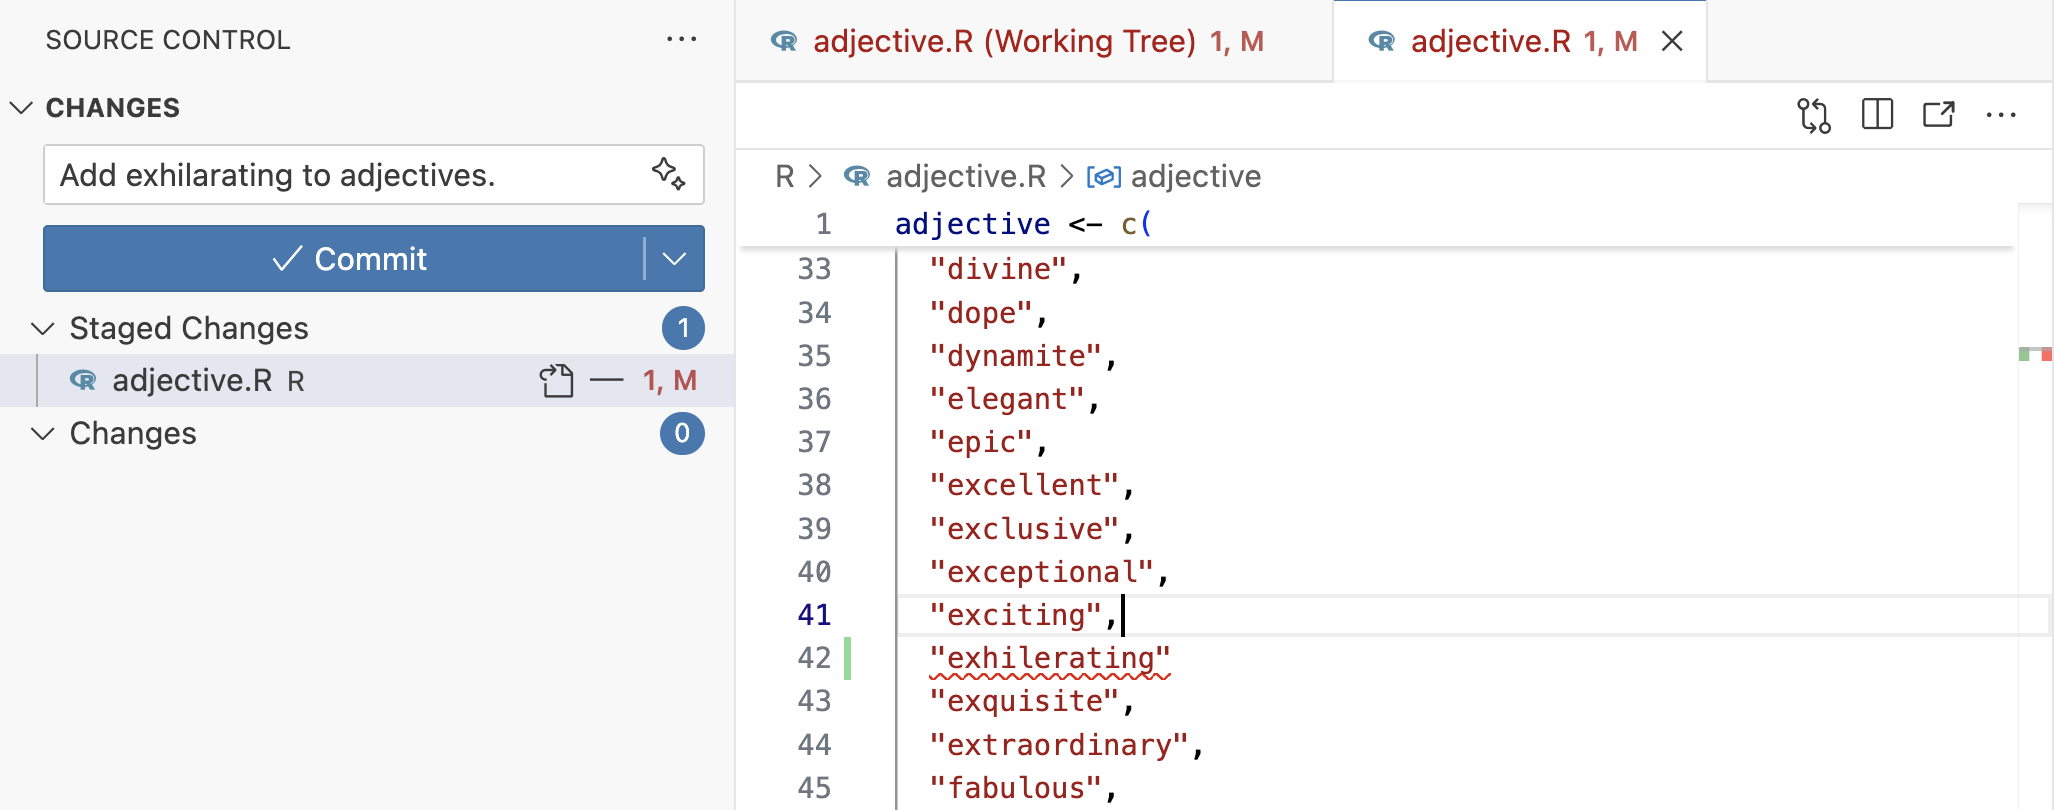 SOURCE CONTROL
CHANGES
Add exhilarating to adjectives.
Commit
Staged Changes 1
adjective.R R 1, M
Changes 0
adjective.R (Working Tree) 1, M
adjective.R 1, M
R > adjective.R > adjective
1 adjective <- c(
33 "divine",
34 "dope",
35 "dynamite",
36 "elegant",
37 "epic",
38 "excellent",
39 "exclusive",
40 "exceptional",
41 "exciting",
42 "exhilerating"
43 "exquisite",
44 "extraordinary",
45 "fabulous",